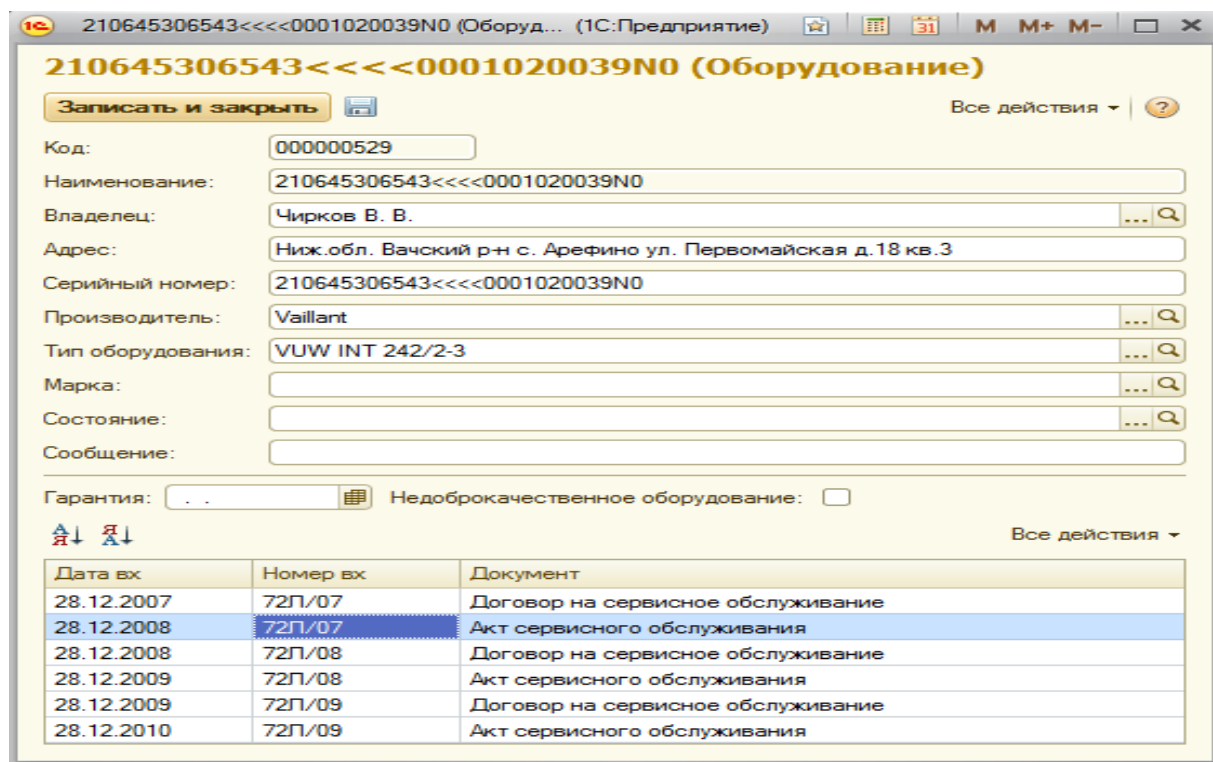 210645306543<<<<0001020039N0 (Оборуд... (1С:Предприятие) 31 M M+ M-
210645306543<<<<0001020039N0 (Оборудование)
Записать и закрыть Все действия ?
Код: 000000529
Наименование: 210645306543<<<<0001020039N0
Владелец: Чирков В. В. ...
Адрес: Ниж.обл. Вачский р-н с. Арефино ул. Первомайская д.18 кв.3
Серийный номер: 210645306543<<<<0001020039N0
Производитель: Vaillant ...
Тип оборудования: VUW INT 242/2-3 ...
Марка: ...
Состояние: ...
Сообщение:
Гарантия: . . Недоброкачественное оборудование:
А Я↓ Я А↓ Все действия
Дата вх Номер вх Документ
28.12.2007 72П/07 Договор на сервисное обслуживание
28.12.2008 72П/07 Акт сервисного обслуживания
28.12.2008 72П/08 Договор на сервисное обслуживание
28.12.2009 72П/08 Акт сервисного обслуживания
28.12.2009 72П/09 Договор на сервисное обслуживание
28.12.2010 72П/09 Акт сервисного обслуживания